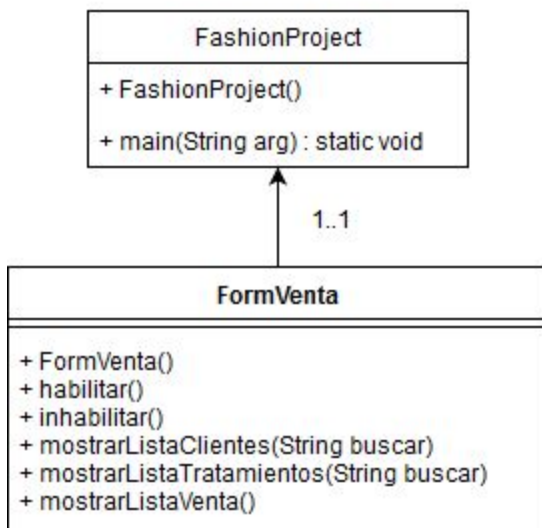 FashionProject
+ FashionProject()
+ main(String arg) : static void
1..1
FormVenta
+ FormVenta()
+ habilitar()
+ inhabilitar()
+ mostrarListaClientes(String buscar)
+ mostrarListaTratamientos(String buscar)
+ mostrarListaVenta()